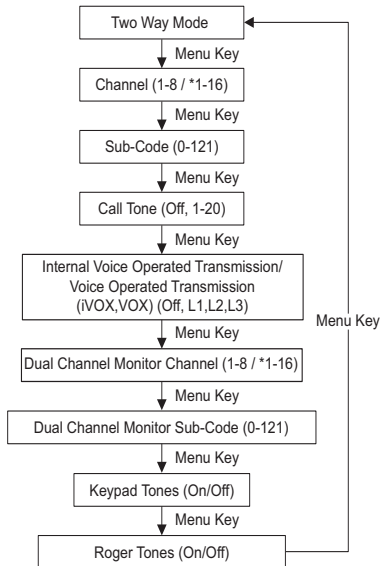 Two Way Mode
Menu Key
Channel (1-8 / *1-16)
Menu Key
Sub-Code (0-121)
Menu Key
Call Tone (Off, 1-20)
Menu Key
Internal Voice Operated Transmission/
Voice Operated Transmission
(iVOX,VOX) (Off, L1,L2,L3)
Menu Key
Menu Key
Dual Channel Monitor Channel (1-8 / *1-16)
Menu Key
Dual Channel Monitor Sub-Code (0-121)
Menu Key
Keypad Tones (On/Off)
Menu Key
Roger Tones (On/Off)